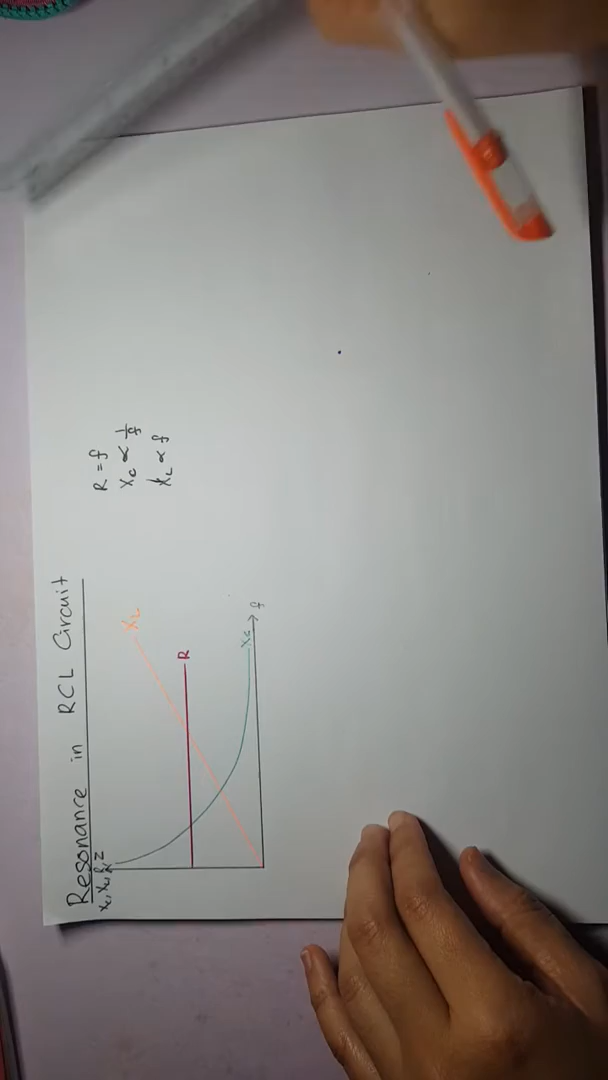 Resonance in RCL Circuit
R = f
Xc ∝ 1/f
XL ∝ f
Xc, XL, R, Z
XL
R
Xc
→ f